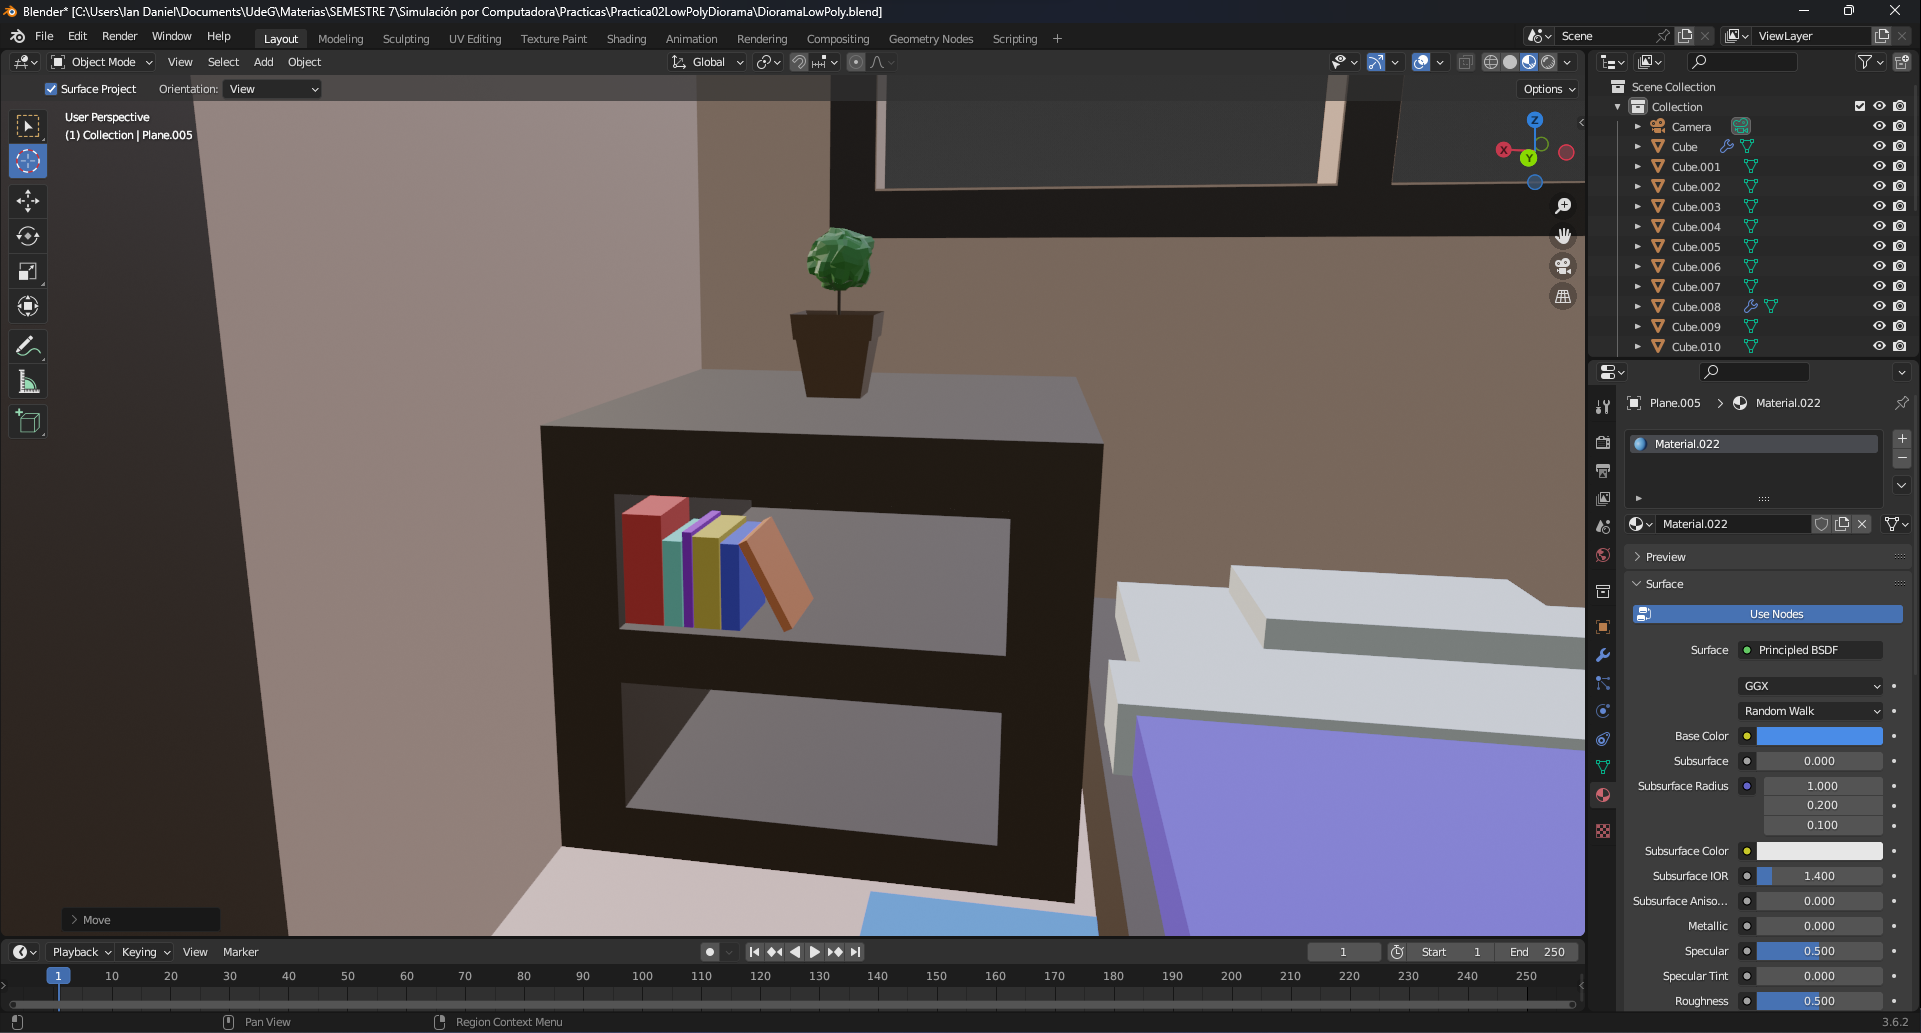 Blender* [C:\Users\Ian Daniel\Documents\UdeG\Materias\SEMESTRE 7\Simulación por Computadora\Practicas\Practica02LowPolyDiorama\DioramaLowPoly.blend]
File Edit Render Window Help Layout Modeling Sculpting UV Editing Texture Paint Shading Animation Rendering Compositing Geometry Nodes Scripting + Scene ViewLayer
Object Mode View Select Add Object Global
Surface Project Orientation: View Options
User Perspective
(1) Collection | Plane.005
Z
X
Y
Move
Scene Collection
Collection
Camera
Cube
Cube.001
Cube.002
Cube.003
Cube.004
Cube.005
Cube.006
Cube.007
Cube.008
Cube.009
Cube.010
Plane.005 > Material.022
Material.022
Material.022
Preview
Surface
Use Nodes
Surface Principled BSDF
GGX
Random Walk
Base Color
Subsurface 0.000
Subsurface Radius 1.000
0.200
0.100
Subsurface Color
Subsurface IOR 1.400
Subsurface Aniso... 0.000
Metallic 0.000
Specular 0.500
Specular Tint 0.000
Roughness 0.500
Playback Keying View Marker 1 Start 1 End 250
1 10 20 30 40 50 60 70 80 90 100 110 120 130 140 150 160 170 180 190 200 210 220 230 240 250
Pan View Region Context Menu 3.6.2